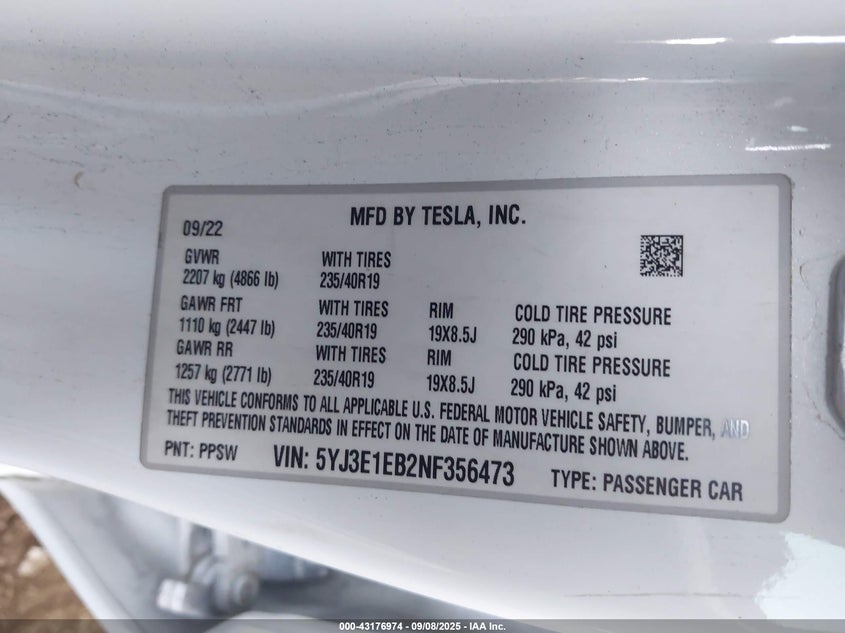 MFD BY TESLA, INC.
09/22
GVWR WITH TIRES
2207 kg (4866 lb) 235/40R19
GAWR FRT WITH TIRES RIM COLD TIRE PRESSURE
1110 kg (2447 lb) 235/40R19 19X8.5J 290 kPa, 42 psi
GAWR RR WITH TIRES RIM COLD TIRE PRESSURE
1257 kg (2771 lb) 235/40R19 19X8.5J 290 kPa, 42 psi
THIS VEHICLE CONFORMS TO ALL APPLICABLE U.S. FEDERAL MOTOR VEHICLE SAFETY, BUMPER, AND
THEFT PREVENTION STANDARDS IN EFFECT ON THE DATE OF MANUFACTURE SHOWN ABOVE.
PNT: PPSW VIN: 5YJ3E1EB2NF356473 TYPE: PASSENGER CAR
000-43176974 - 09/08/2025 - IAA Inc.